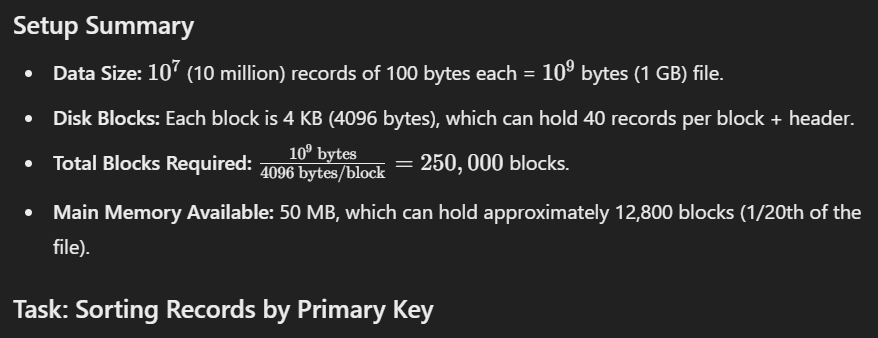 Setup Summary
• Data Size: 10^7 (10 million) records of 100 bytes each = 10^9 bytes (1 GB) file.
• Disk Blocks: Each block is 4 KB (4096 bytes), which can hold 40 records per block + header.
• Total Blocks Required: \frac{10^9 bytes}{4096 bytes/block} = 250,000 blocks.
• Main Memory Available: 50 MB, which can hold approximately 12,800 blocks (1/20th of the
file).
Task: Sorting Records by Primary Key